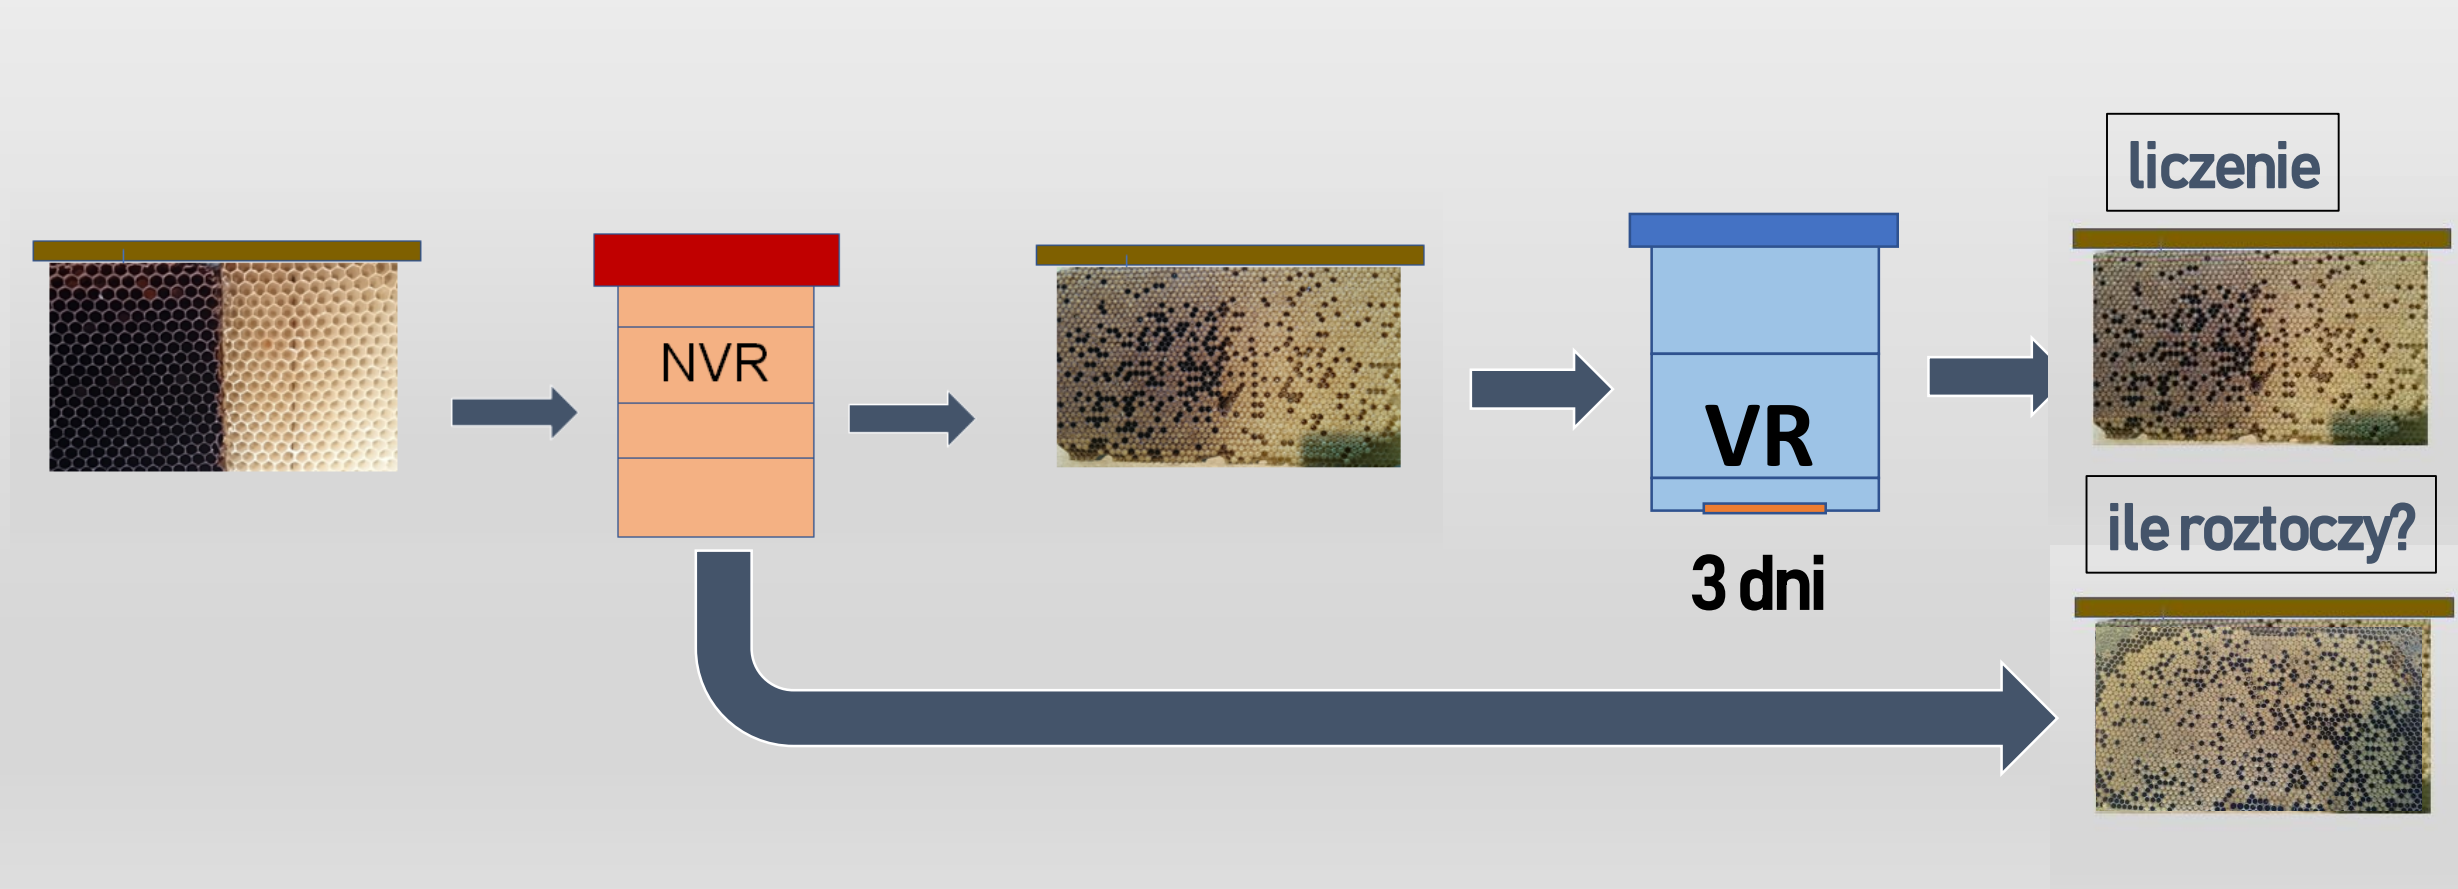 liczenie
NVR
VR
3 dni
ile roztoczy?